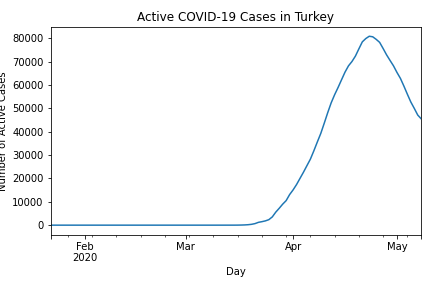 Active COVID-19 Cases in Turkey
Number of Active Cases
80000
70000
60000
50000
40000
30000
20000
10000
0
Feb Mar Apr May
2020
Day